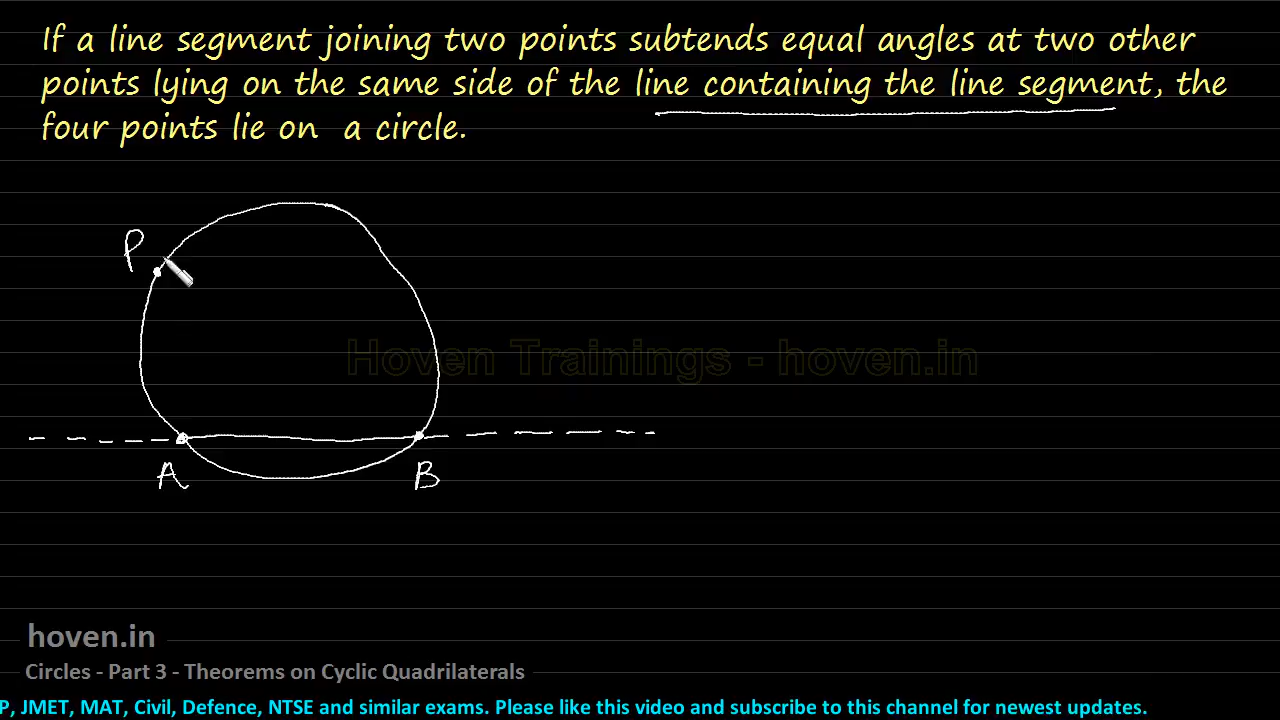 If a line segment joining two points subtends equal angles at two other
points lying on the same side of the line containing the line segment, the
four points lie on a circle.
P
Hoven Trainings - hoven.in
A
B
hoven.in
Circles - Part 3 - Theorems on Cyclic Quadrilaterals
P, JMET, MAT, Civil, Defence, NTSE and similar exams. Please like this video and subscribe to this channel for newest updates.